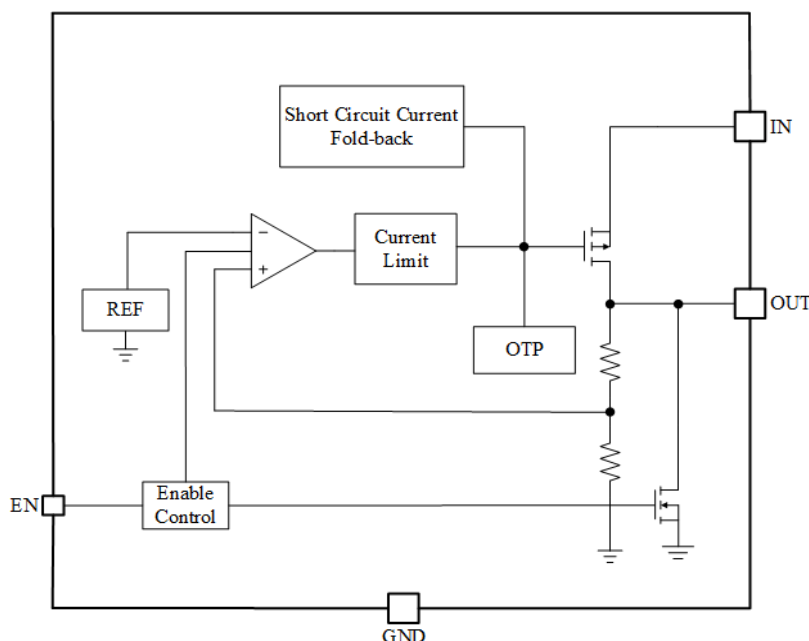 Short Circuit Current
Fold-back
IN
−
+
Current
Limit
REF
OUT
OTP
EN
Enable
Control
GND